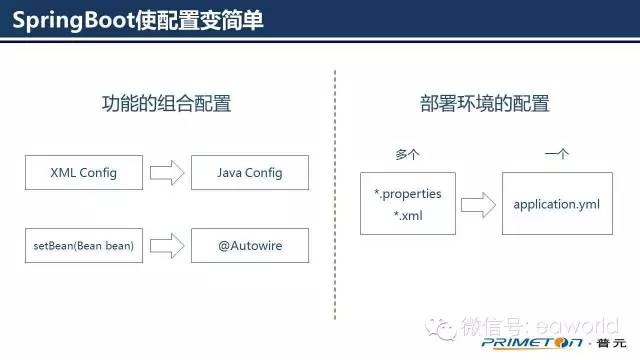 SpringBoot使配置变简单
功能的组合配置
XML Config
Java Config
setBean(Bean bean)
@Autowire
部署环境的配置
多个
一个
*.properties
*.xml
application.yml
微信号: eaworld
PRIMETON·普元